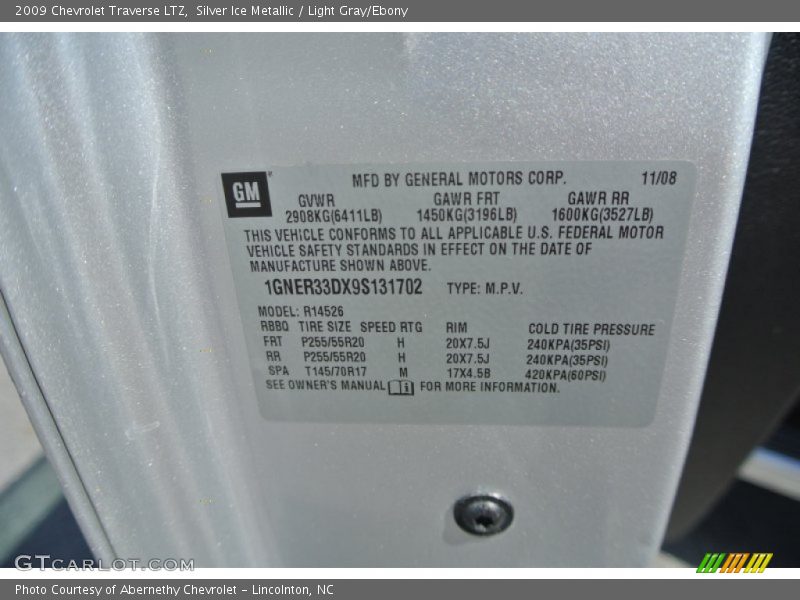 2009 Chevrolet Traverse LTZ, Silver Ice Metallic / Light Gray/Ebony
GM
MFD BY GENERAL MOTORS CORP. 11/08
GVWR GAWR FRT GAWR RR
2908KG(6411LB) 1450KG(3196LB) 1600KG(3527LB)
THIS VEHICLE CONFORMS TO ALL APPLICABLE U.S. FEDERAL MOTOR
VEHICLE SAFETY STANDARDS IN EFFECT ON THE DATE OF
MANUFACTURE SHOWN ABOVE.
1GNER33DX9S131702 TYPE: M.P.V.
MODEL: R14526
RBBQ TIRE SIZE SPEED RTG RIM COLD TIRE PRESSURE
FRT P255/55R20 H 20X7.5J 240KPA(35PSI)
RR P255/55R20 H 20X7.5J 240KPA(35PSI)
SPA T145/70R17 M 17X4.5B 420KPA(60PSI)
SEE OWNER'S MANUAL FOR MORE INFORMATION.
GTCARLOT.COM
Photo Courtesy of Abernethy Chevrolet - Lincolnton, NC